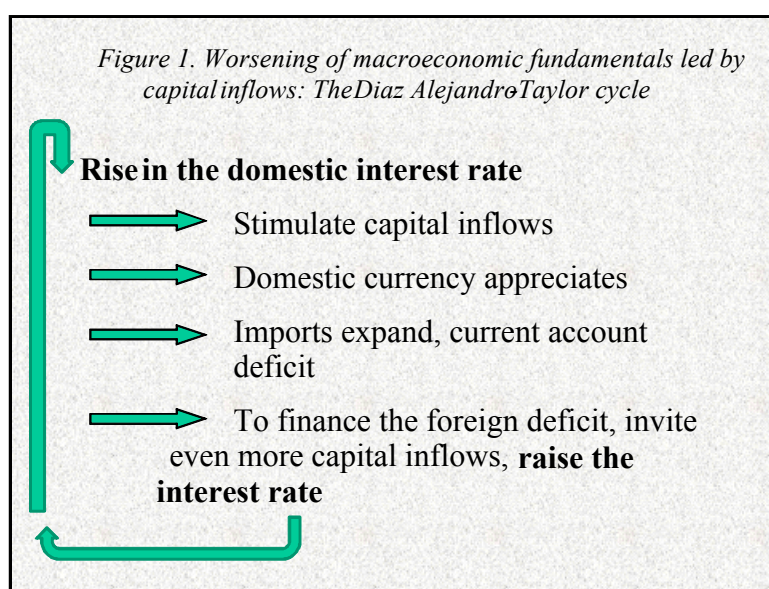 Figure 1. Worsening of macroeconomic fundamentals led by
capital inflows: TheDiaz Alejandro-Taylor cycle
Rise in the domestic interest rate
Stimulate capital inflows
Domestic currency appreciates
Imports expand, current account
deficit
To finance the foreign deficit, invite
even more capital inflows, raise the
interest rate